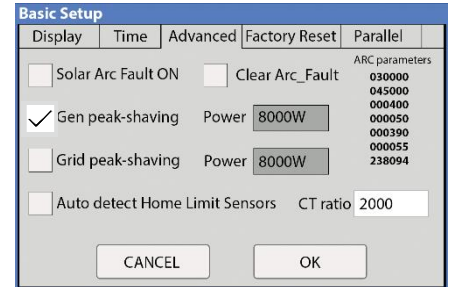 Basic Setup
Display Time Advanced Factory Reset Parallel
ARC parameters
Solar Arc Fault ON Clear Arc_Fault 030000
045000
000400
Gen peak-shaving Power 8000W 000050
000390
000055
Grid peak-shaving Power 8000W 238094
Auto detect Home Limit Sensors CT ratio 2000
CANCEL OK